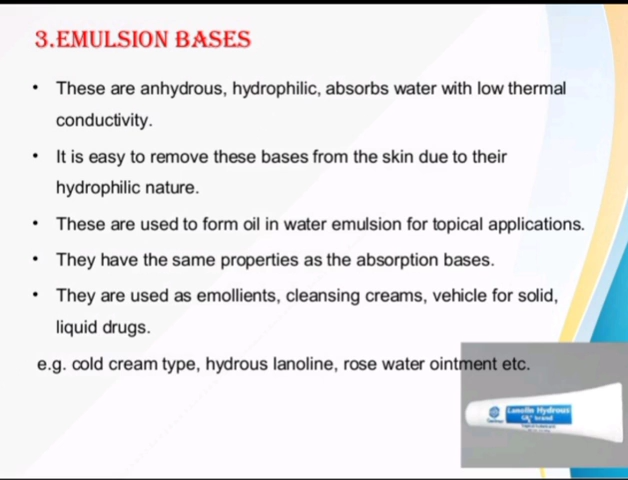 3.EMULSION BASES
• These are anhydrous, hydrophilic, absorbs water with low thermal
conductivity.
• It is easy to remove these bases from the skin due to their
hydrophilic nature.
• These are used to form oil in water emulsion for topical applications.
• They have the same properties as the absorption bases.
• They are used as emollients, cleansing creams, vehicle for solid,
liquid drugs.
e.g. cold cream type, hydrous lanoline, rose water ointment etc.
Lanolin Hydrous
brand